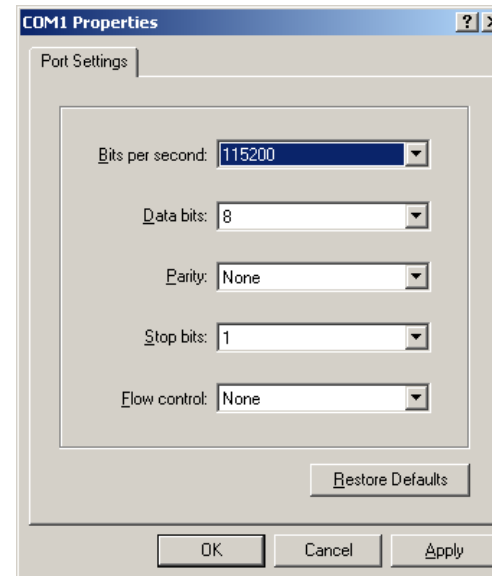 COM1 Properties
Port Settings
Bits per second: 115200
Data bits: 8
Parity: None
Stop bits: 1
Flow control: None
Restore Defaults
OK Cancel Apply